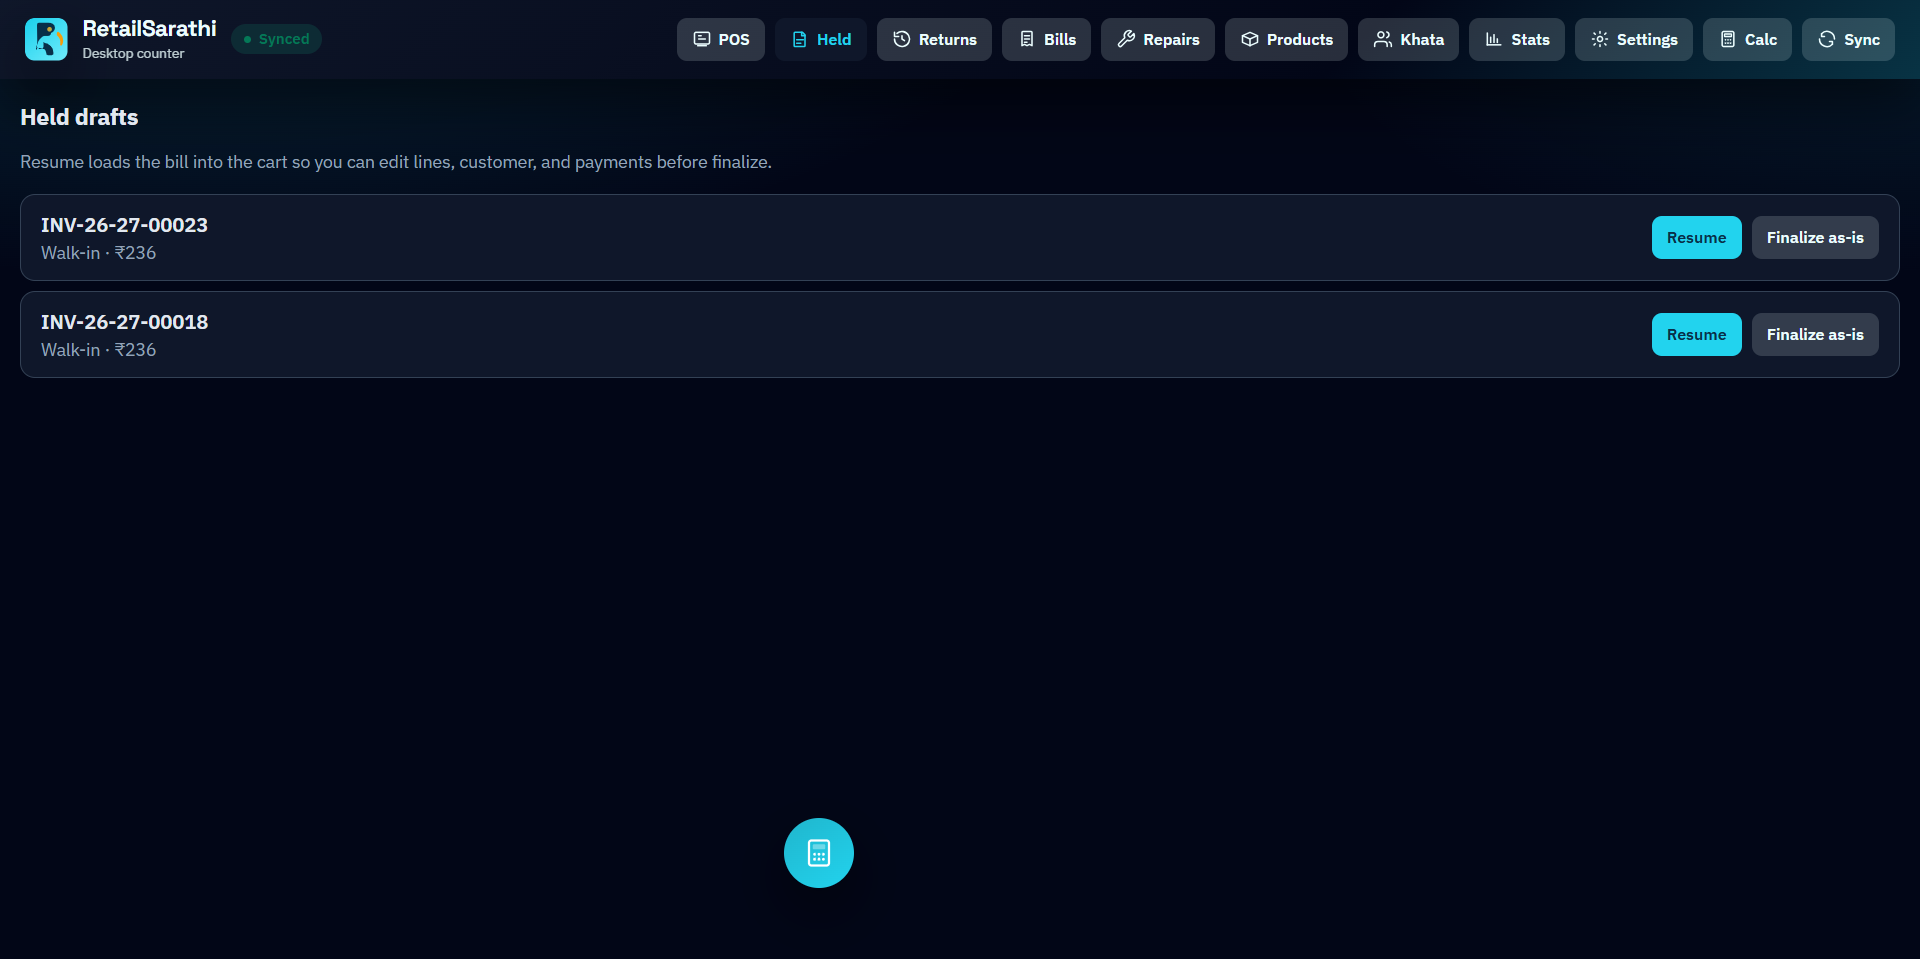 RetailSarathi
Desktop counter
Synced
POS
Held
Returns
Bills
Repairs
Products
Khata
Stats
Settings
Calc
Sync
Held drafts
Resume loads the bill into the cart so you can edit lines, customer, and payments before finalize.
INV-26-27-00023
Walk-in · ₹236
Resume
Finalize as-is
INV-26-27-00018
Walk-in · ₹236
Resume
Finalize as-is